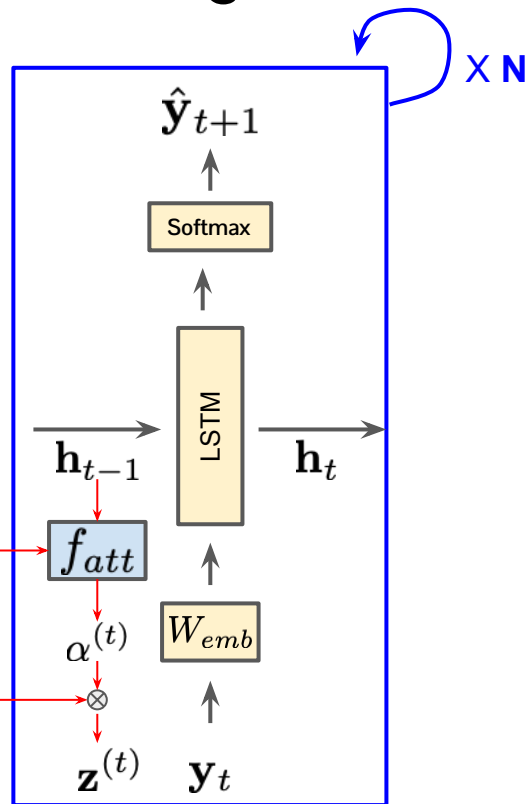 X N
ŷ_{t+1}
Softmax
LSTM
h_{t−1}
h_t
f_{att}
W_{emb}
α^{(t)}
z^{(t)}
y_t